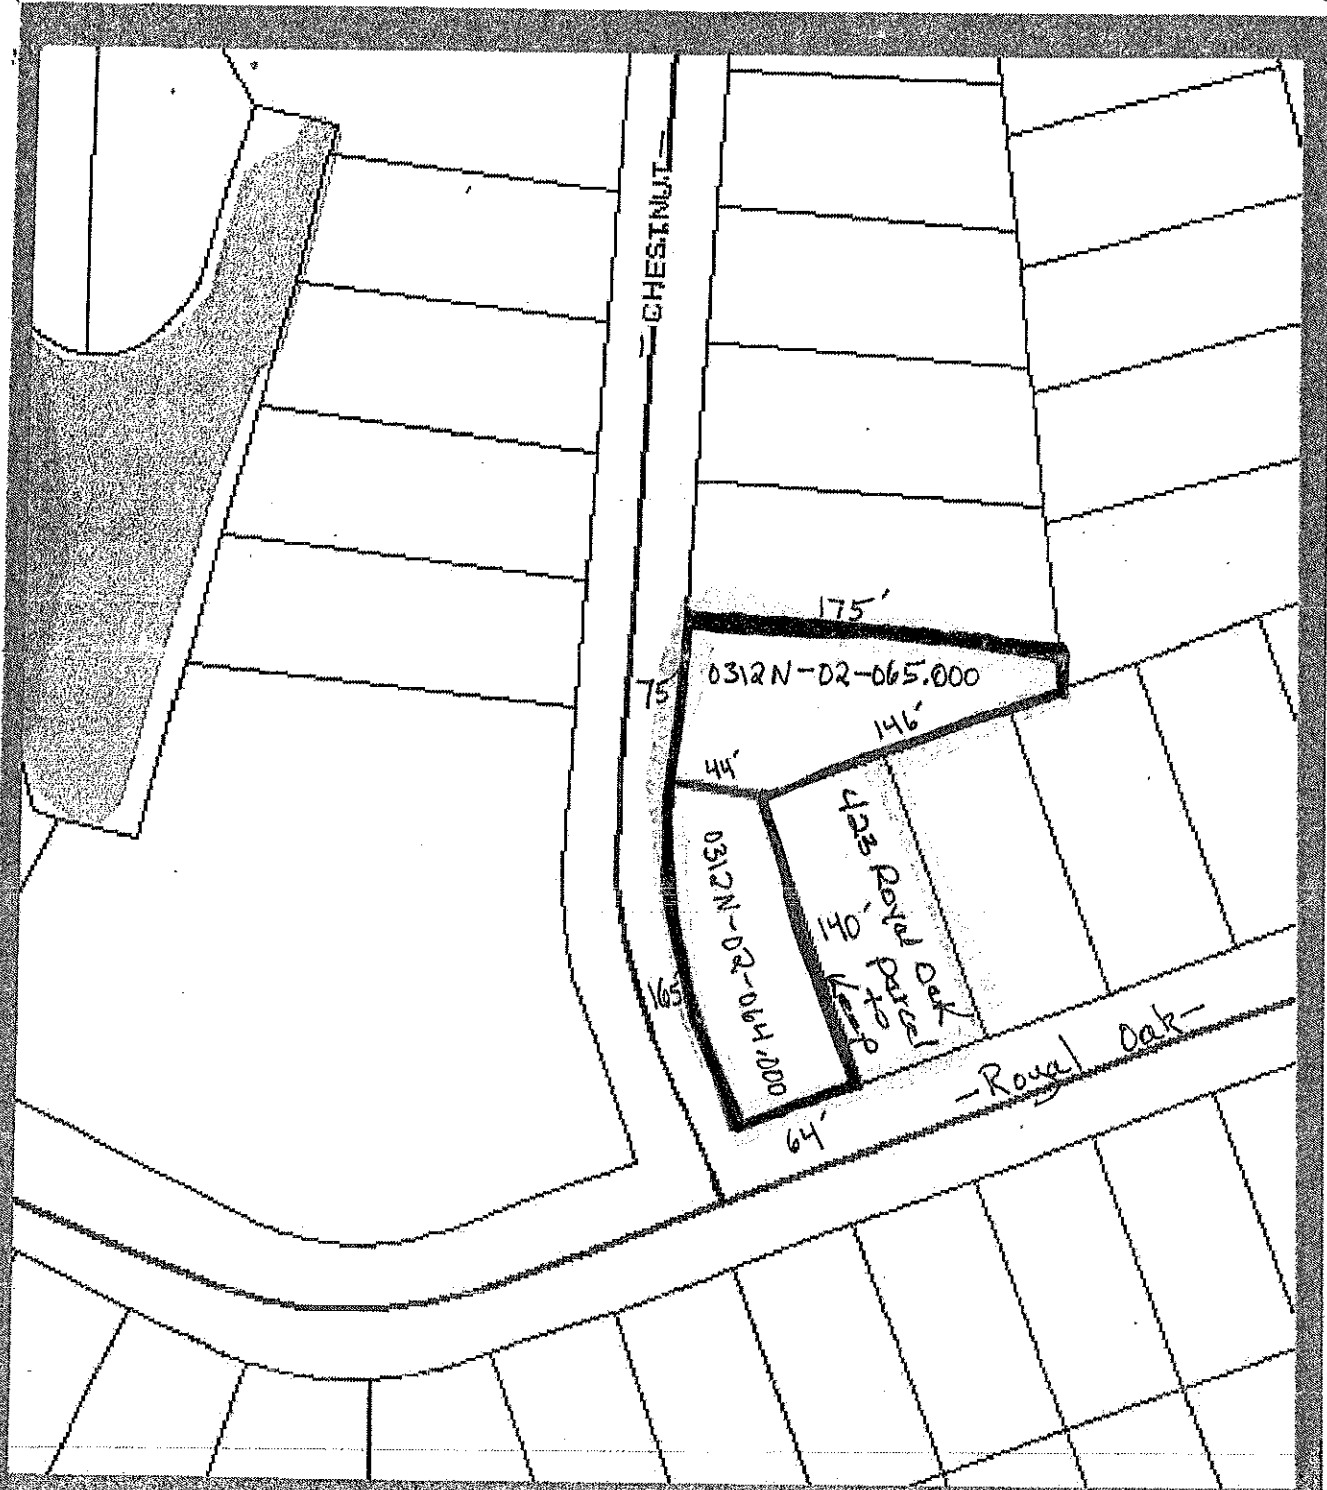 -CHESTNUT-
175'
0312N-02-065.000
75'
146'
44'
0312N-02-064.000
423 Royal Oak
Parcel
to
Keep
140'
165'
64'
-Royal Oak-